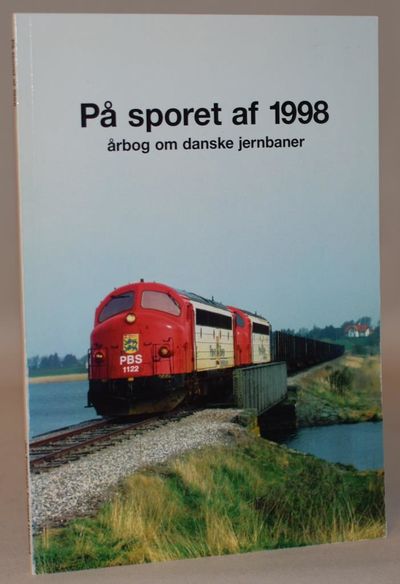 På sporet af 1998
årbog om danske jernbaner
PBS
1122